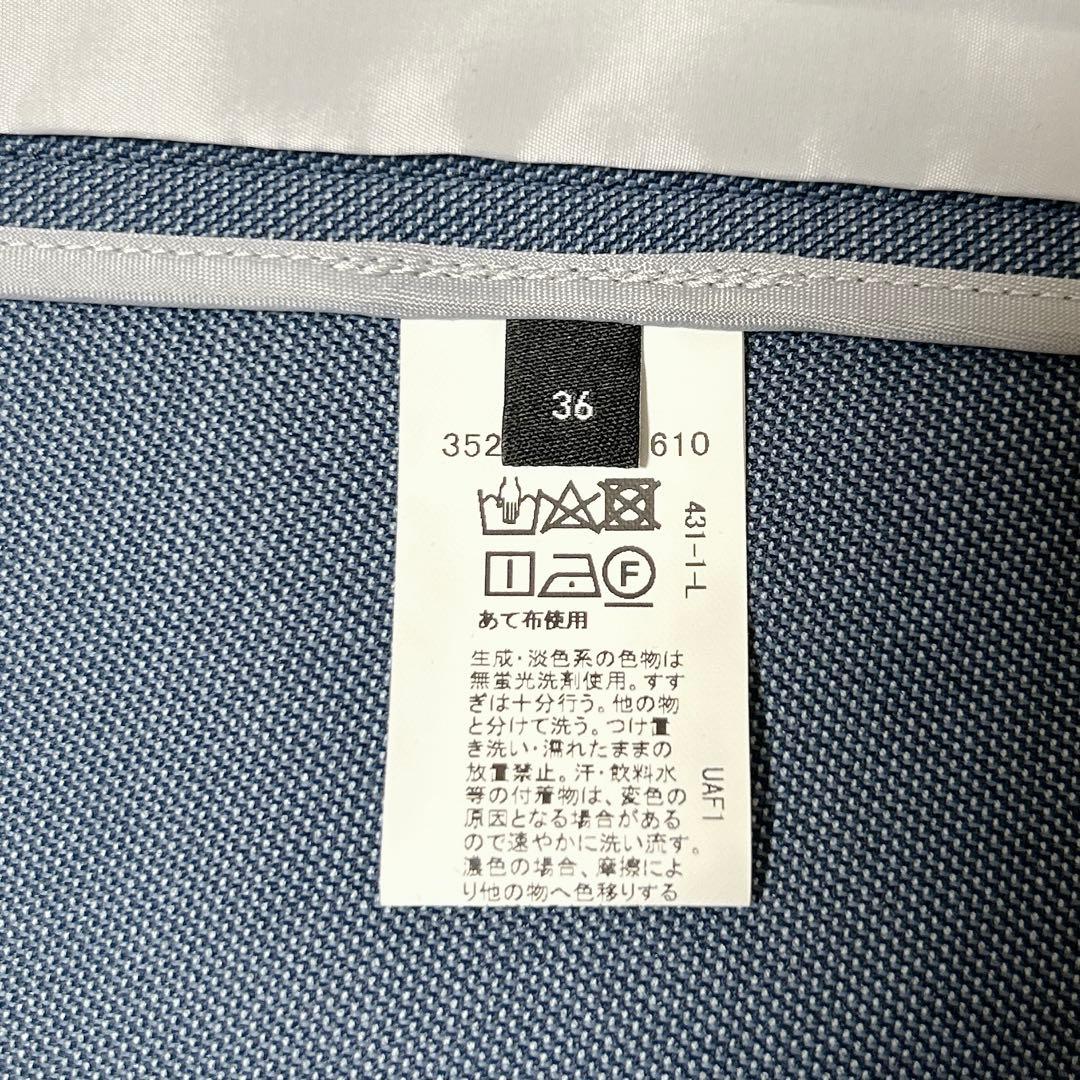 36
352 610
431-1-L
I
F
あて布使用
生成・淡色系の色物は
無蛍光洗剤使用。すす
ぎは十分行う。他の物
と分けて洗う。つけ置
き洗い・濡れたままの
放置禁止。汗・飲料水
等の付着物は、変色の
原因となる場合がある
ので速やかに洗い流す。
濃色の場合、摩擦によ
り他の物へ色移りする
UAF1